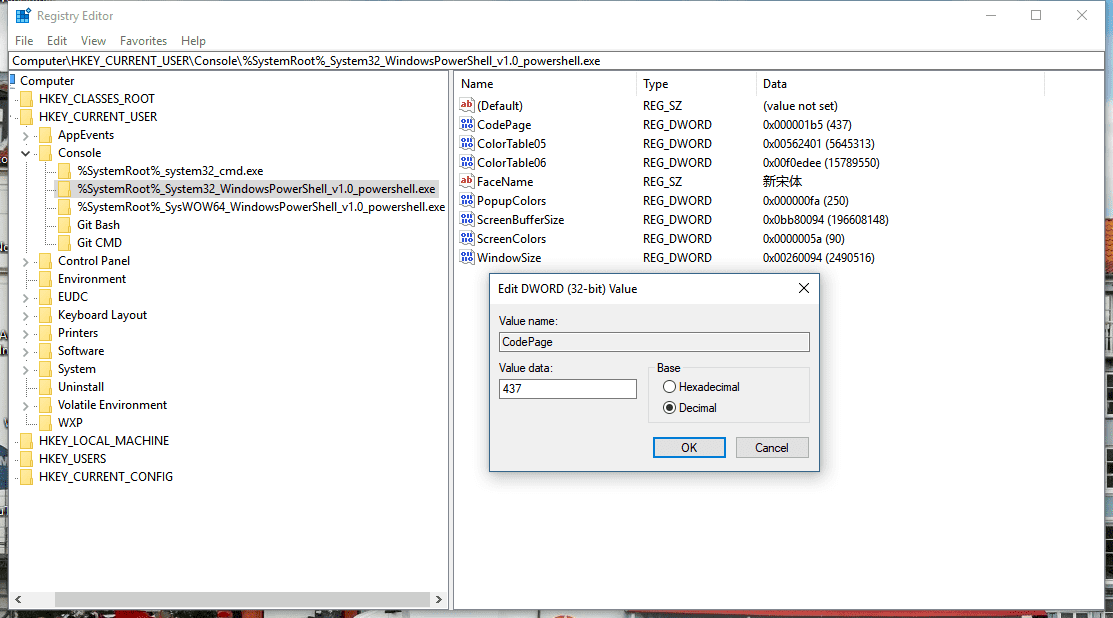 Registry Editor
File Edit View Favorites Help
Computer\HKEY_CURRENT_USER\Console\%SystemRoot%_System32_WindowsPowerShell_v1.0_powershell.exe
Computer
HKEY_CLASSES_ROOT
HKEY_CURRENT_USER
AppEvents
Console
%SystemRoot%_system32_cmd.exe
%SystemRoot%_System32_WindowsPowerShell_v1.0_powershell.exe
%SystemRoot%_SysWOW64_WindowsPowerShell_v1.0_powershell.exe
Git Bash
Git CMD
Control Panel
Environment
EUDC
Keyboard Layout
Printers
Software
System
Uninstall
Volatile Environment
WXP
HKEY_LOCAL_MACHINE
HKEY_USERS
HKEY_CURRENT_CONFIG
Name Type Data
(Default) REG_SZ (value not set)
CodePage REG_DWORD 0x000001b5 (437)
ColorTable05 REG_DWORD 0x00562401 (5645313)
ColorTable06 REG_DWORD 0x00f0edee (15789550)
FaceName REG_SZ 新宋体
PopupColors REG_DWORD 0x000000fa (250)
ScreenBufferSize REG_DWORD 0x0bb80094 (196608148)
ScreenColors REG_DWORD 0x0000005a (90)
WindowSize REG_DWORD 0x00260094 (2490516)
Edit DWORD (32-bit) Value
Value name:
CodePage
Value data:
437
Base
Hexadecimal
Decimal
OK Cancel